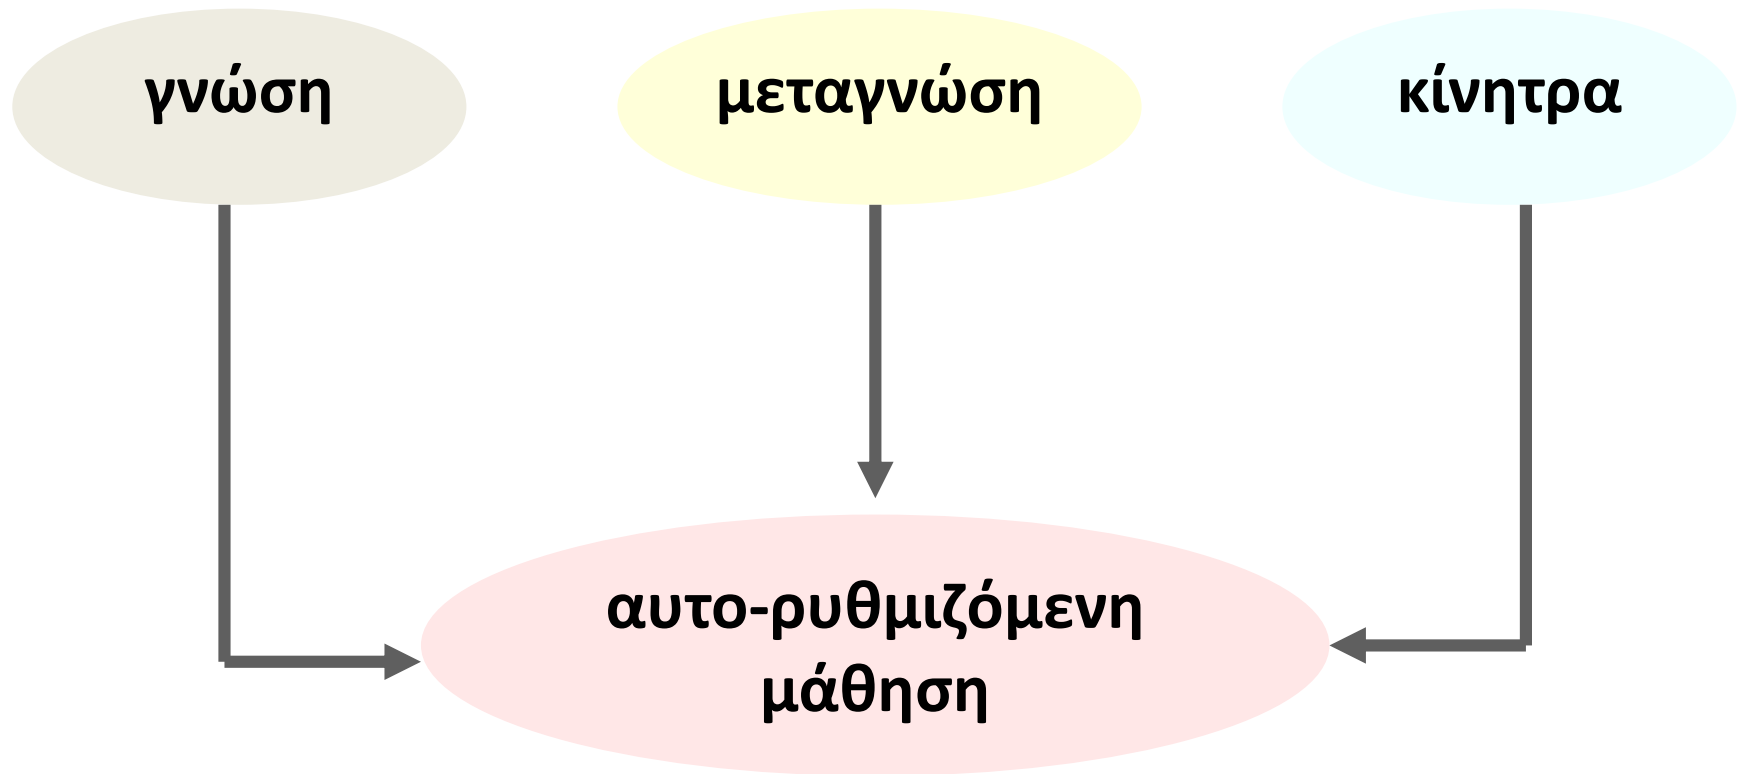 γνώση
μεταγνώση
κίνητρα
αυτο-ρυθμιζόμενη
μάθηση